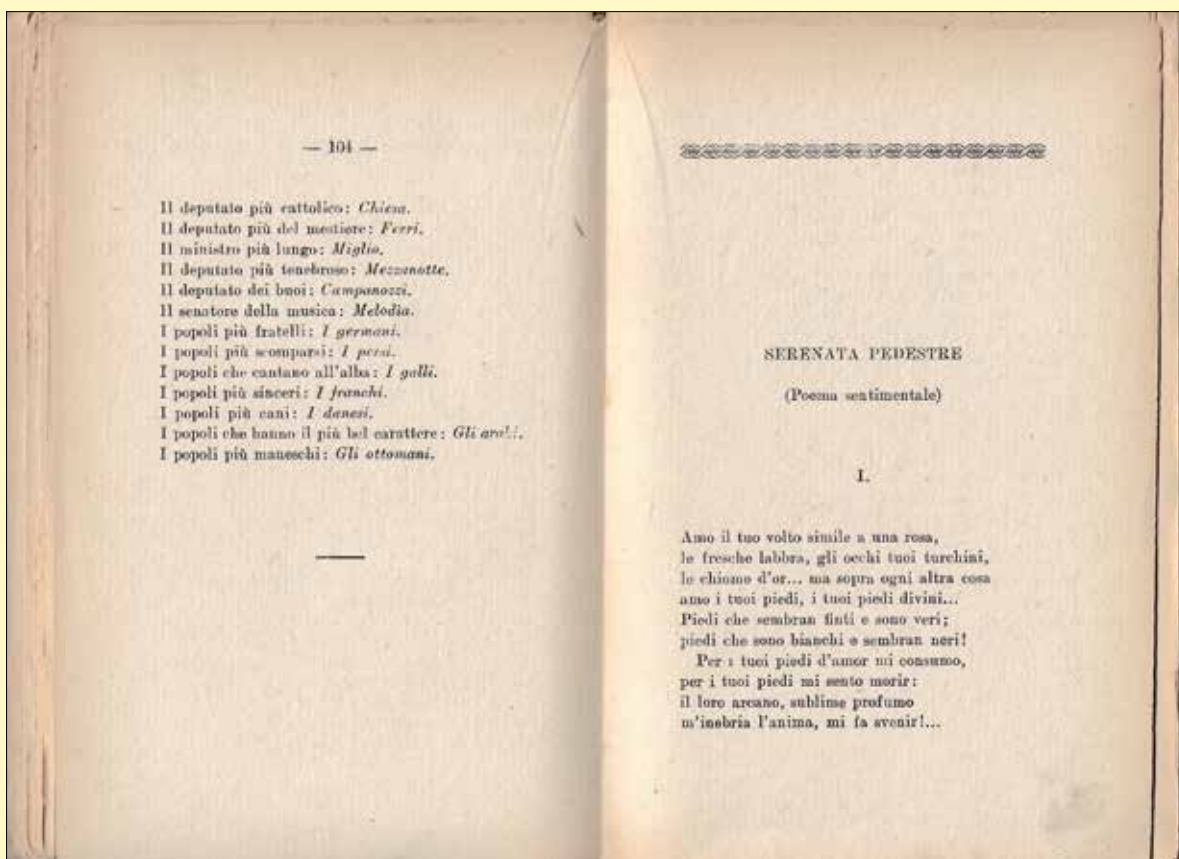 — 104 —
Il deputato più cattolico: Chiesa.
Il deputato più del mestiere: Ferri.
Il ministro più lungo: Miglio.
Il deputato più tenebroso: Mezzanotte.
Il deputato dei buoi: Campanozzi.
Il senatore della musica: Melodia.
I popoli più fratelli: I germani.
I popoli più scomparsi: I persi.
I popoli che cantano all'alba: I galli.
I popoli più sinceri: I franchi.
I popoli più cani: I danesi.
I popoli che hanno il più bel carattere: Gli arabi.
I popoli più maneschi: Gli ottomani.
SERENATA PEDESTRE
(Poema sentimentale)
I.
Amo il tuo volto simile a una rosa,
le fresche labbra, gli occhi tuoi turchini,
le chiome d'or... ma sopra ogni altra cosa
amo i tuoi piedi, i tuoi piedi divini...
Piedi che sembran finti e sono veri;
piedi che sono bianchi e sembran neri!
Per i tuoi piedi d'amor mi consumo,
per i tuoi piedi mi sento morir:
il loro arcano, sublime profumo
m'inebria l'anima, mi fa svenir!...